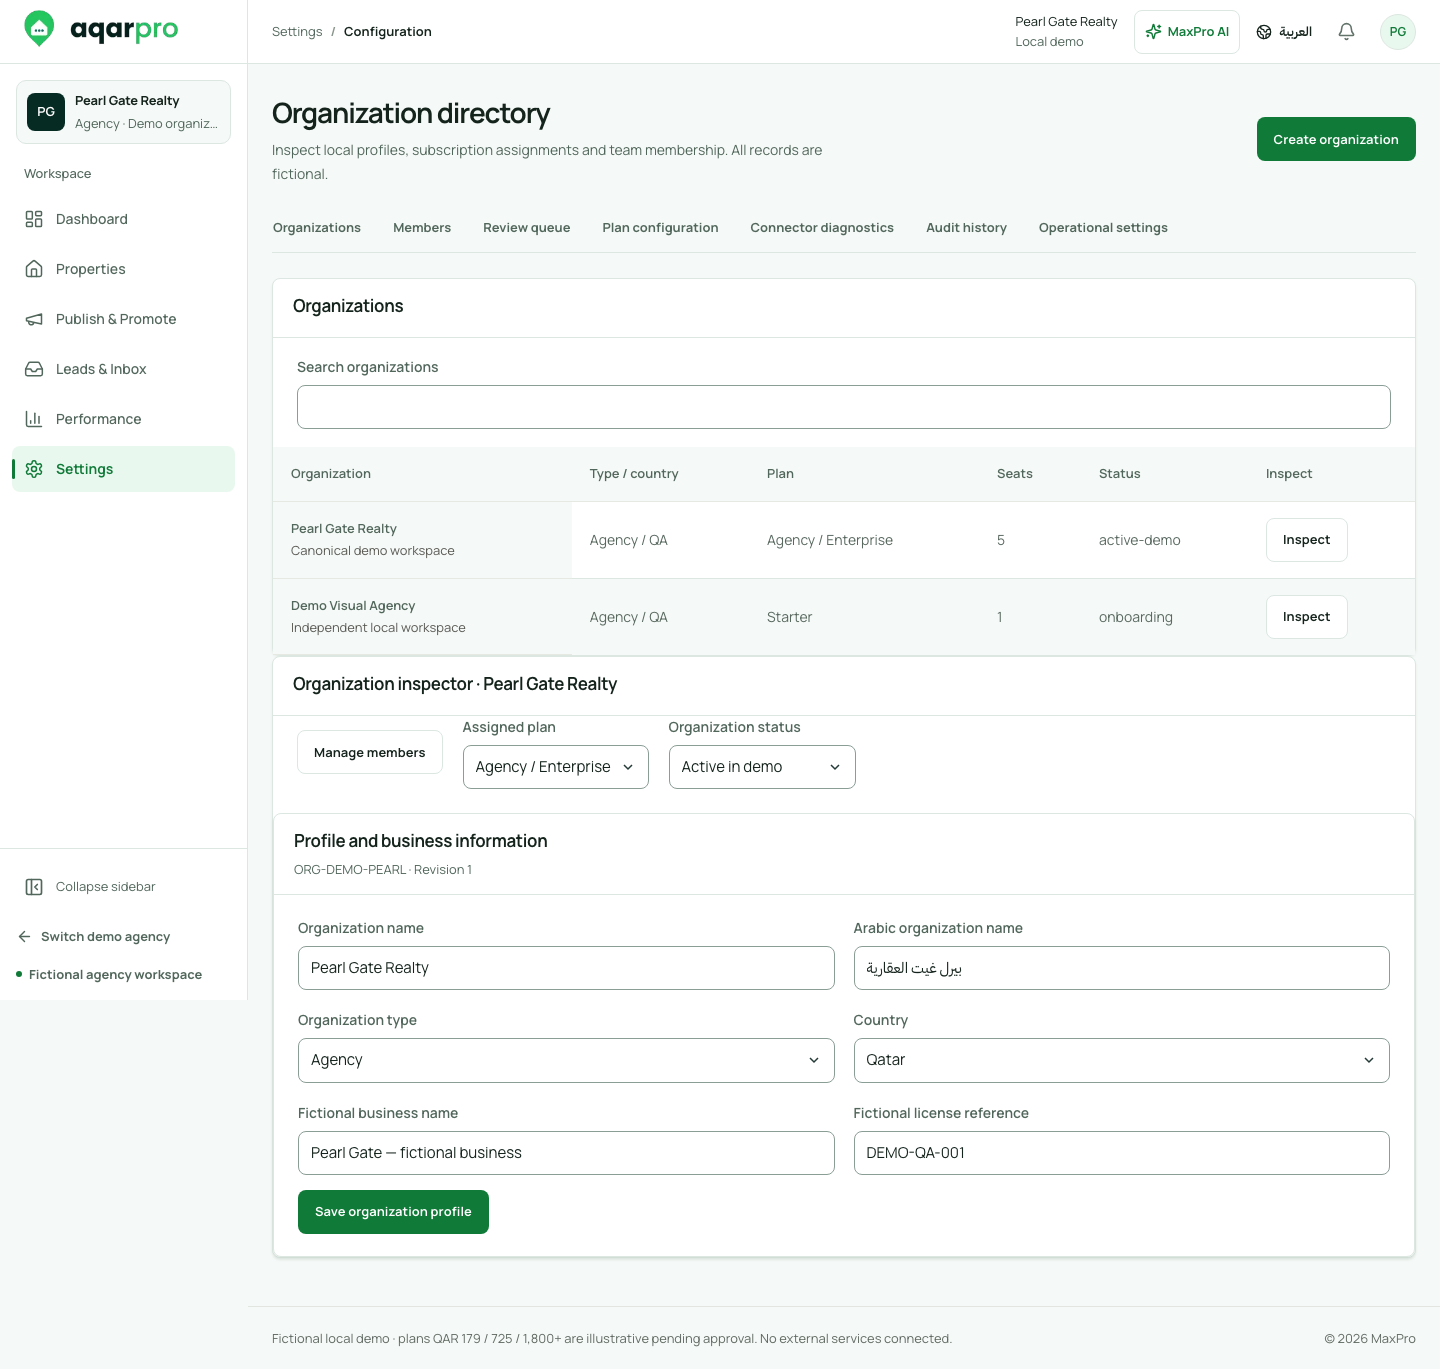 aqarpro
Settings / Configuration
Pearl Gate Realty
Local demo
MaxPro AI
العربية
PG
PG
Pearl Gate Realty
Agency · Demo organiz...
Workspace
Dashboard
Properties
Publish & Promote
Leads & Inbox
Performance
Settings
Collapse sidebar
Switch demo agency
Fictional agency workspace
Organization directory
Inspect local profiles, subscription assignments and team membership. All records are
fictional.
Create organization
Organizations Members Review queue Plan configuration Connector diagnostics Audit history Operational settings
Organizations
Search organizations
Organization Type / country Plan Seats Status Inspect
Pearl Gate Realty
Canonical demo workspace
Agency / QA Agency / Enterprise 5 active-demo Inspect
Demo Visual Agency
Independent local workspace
Agency / QA Starter 1 onboarding Inspect
Organization inspector · Pearl Gate Realty
Manage members
Assigned plan
Agency / Enterprise
Organization status
Active in demo
Profile and business information
ORG-DEMO-PEARL · Revision 1
Organization name
Pearl Gate Realty
Arabic organization name
بيرل غيت العقارية
Organization type
Agency
Country
Qatar
Fictional business name
Pearl Gate — fictional business
Fictional license reference
DEMO-QA-001
Save organization profile
Fictional local demo · plans QAR 179 / 725 / 1,800+ are illustrative pending approval. No external services connected.
© 2026 MaxPro